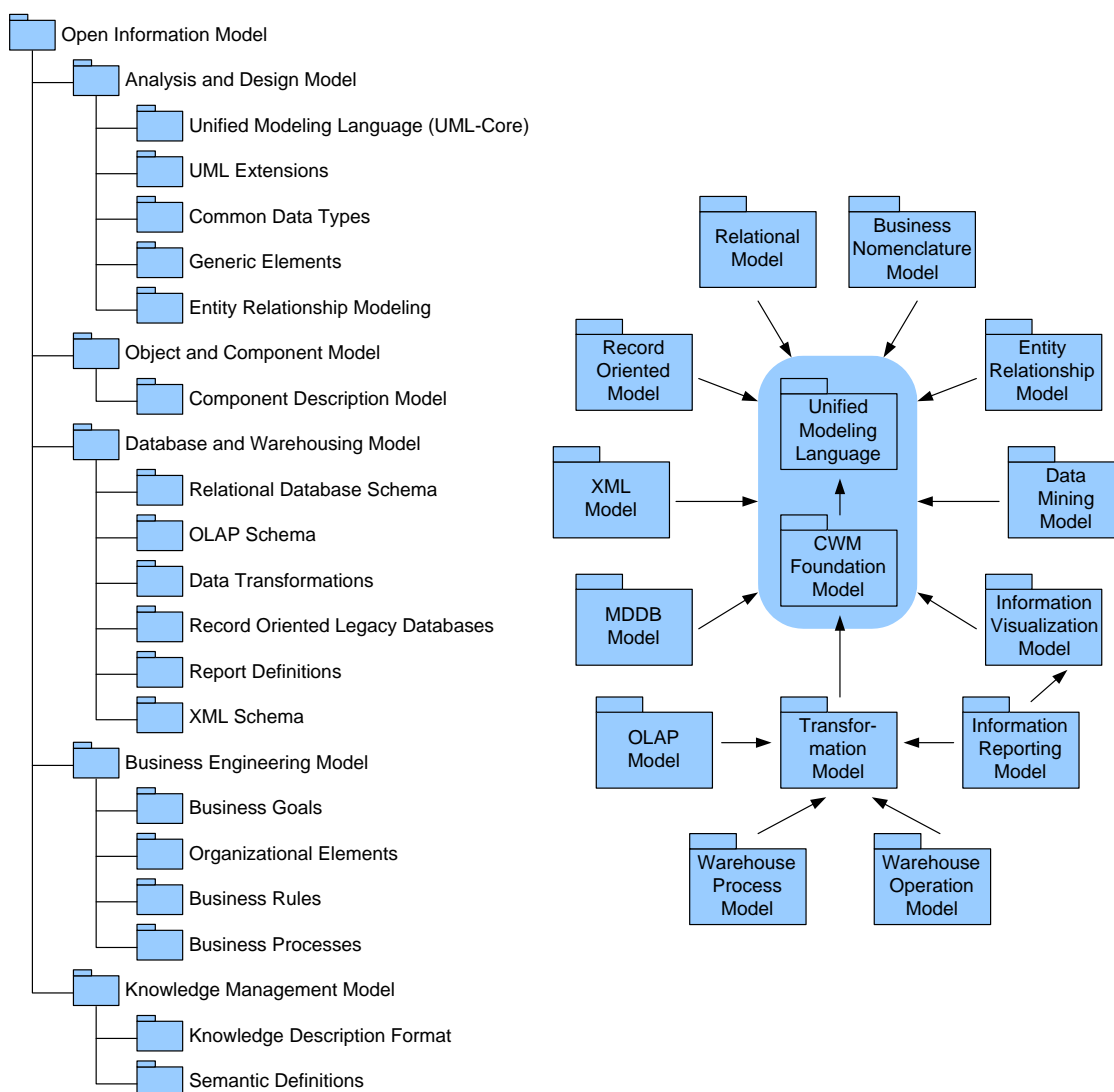 Open Information Model
Analysis and Design Model
Unified Modeling Language (UML-Core)
UML Extensions
Common Data Types
Generic Elements
Entity Relationship Modeling
Object and Component Model
Component Description Model
Database and Warehousing Model
Relational Database Schema
OLAP Schema
Data Transformations
Record Oriented Legacy Databases
Report Definitions
XML Schema
Business Engineering Model
Business Goals
Organizational Elements
Business Rules
Business Processes
Knowledge Management Model
Knowledge Description Format
Semantic Definitions
Relational
Model
Business
Nomenclature
Model
Record
Oriented
Model
Unified
Modeling
Language
Entity
Relationship
Model
XML
Model
CWM
Foundation
Model
Data
Mining
Model
MDDB
Model
Information
Visualization
Model
OLAP
Model
Transfor-
mation
Model
Information
Reporting
Model
Warehouse
Process
Model
Warehouse
Operation
Model